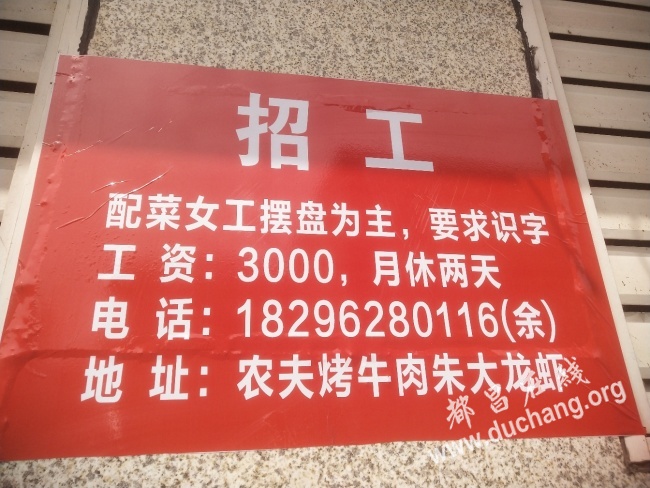 招 工
配菜女工摆盘为主，要求识字
工 资：3000，月休两天
电 话：18296280116(余)
地 址：农夫烤牛肉朱大龙虾
都昌在线
www.duchang.org